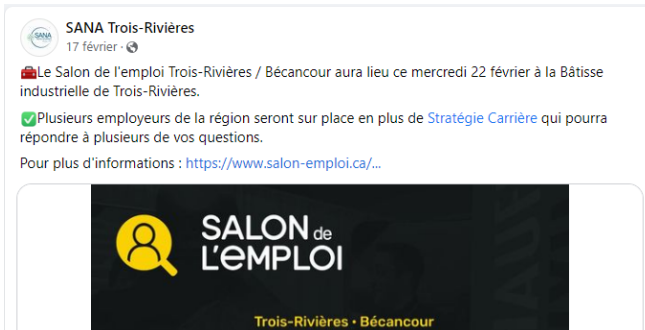 SANA Trois-Rivières
17 février ·
Le Salon de l'emploi Trois-Rivières / Bécancour aura lieu ce mercredi 22 février à la Bâtisse
industrielle de Trois-Rivières.
Plusieurs employeurs de la région seront sur place en plus de Stratégie Carrière qui pourra
répondre à plusieurs de vos questions.
Pour plus d'informations : https://www.salon-emploi.ca/...
SALON de
L'eMPLOI
Trois-Rivières • Bécancour